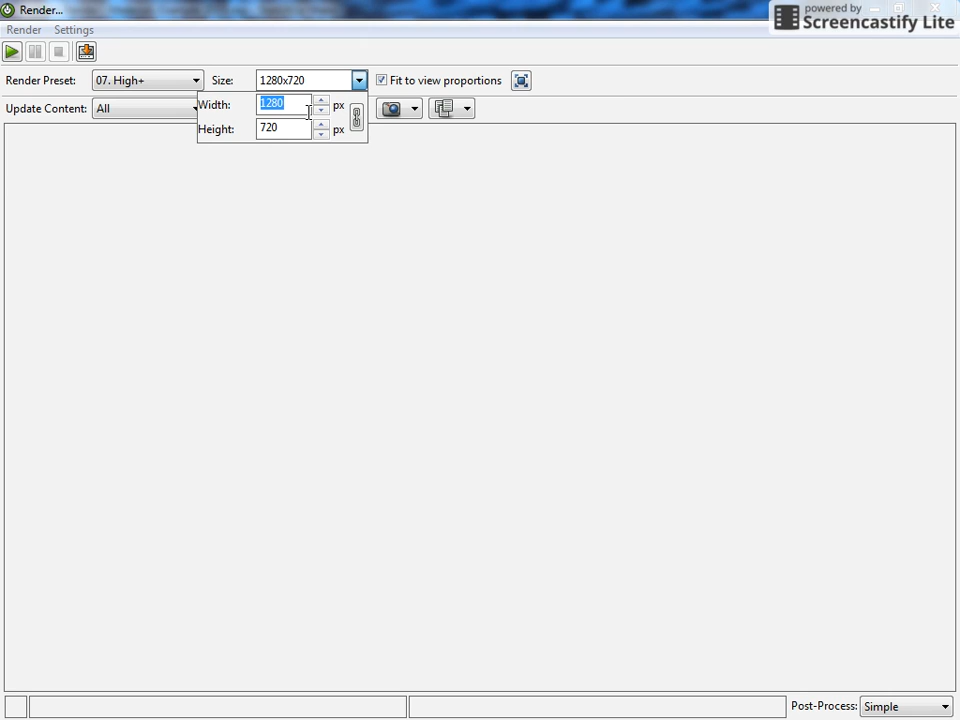 Render...
powered by
Screencastify Lite
Render Settings
Render Preset: 07. High+ Size: 1280x720 Fit to view proportions
Update Content: All
Width: 1280 px
Height: 720 px
Post-Process: Simple